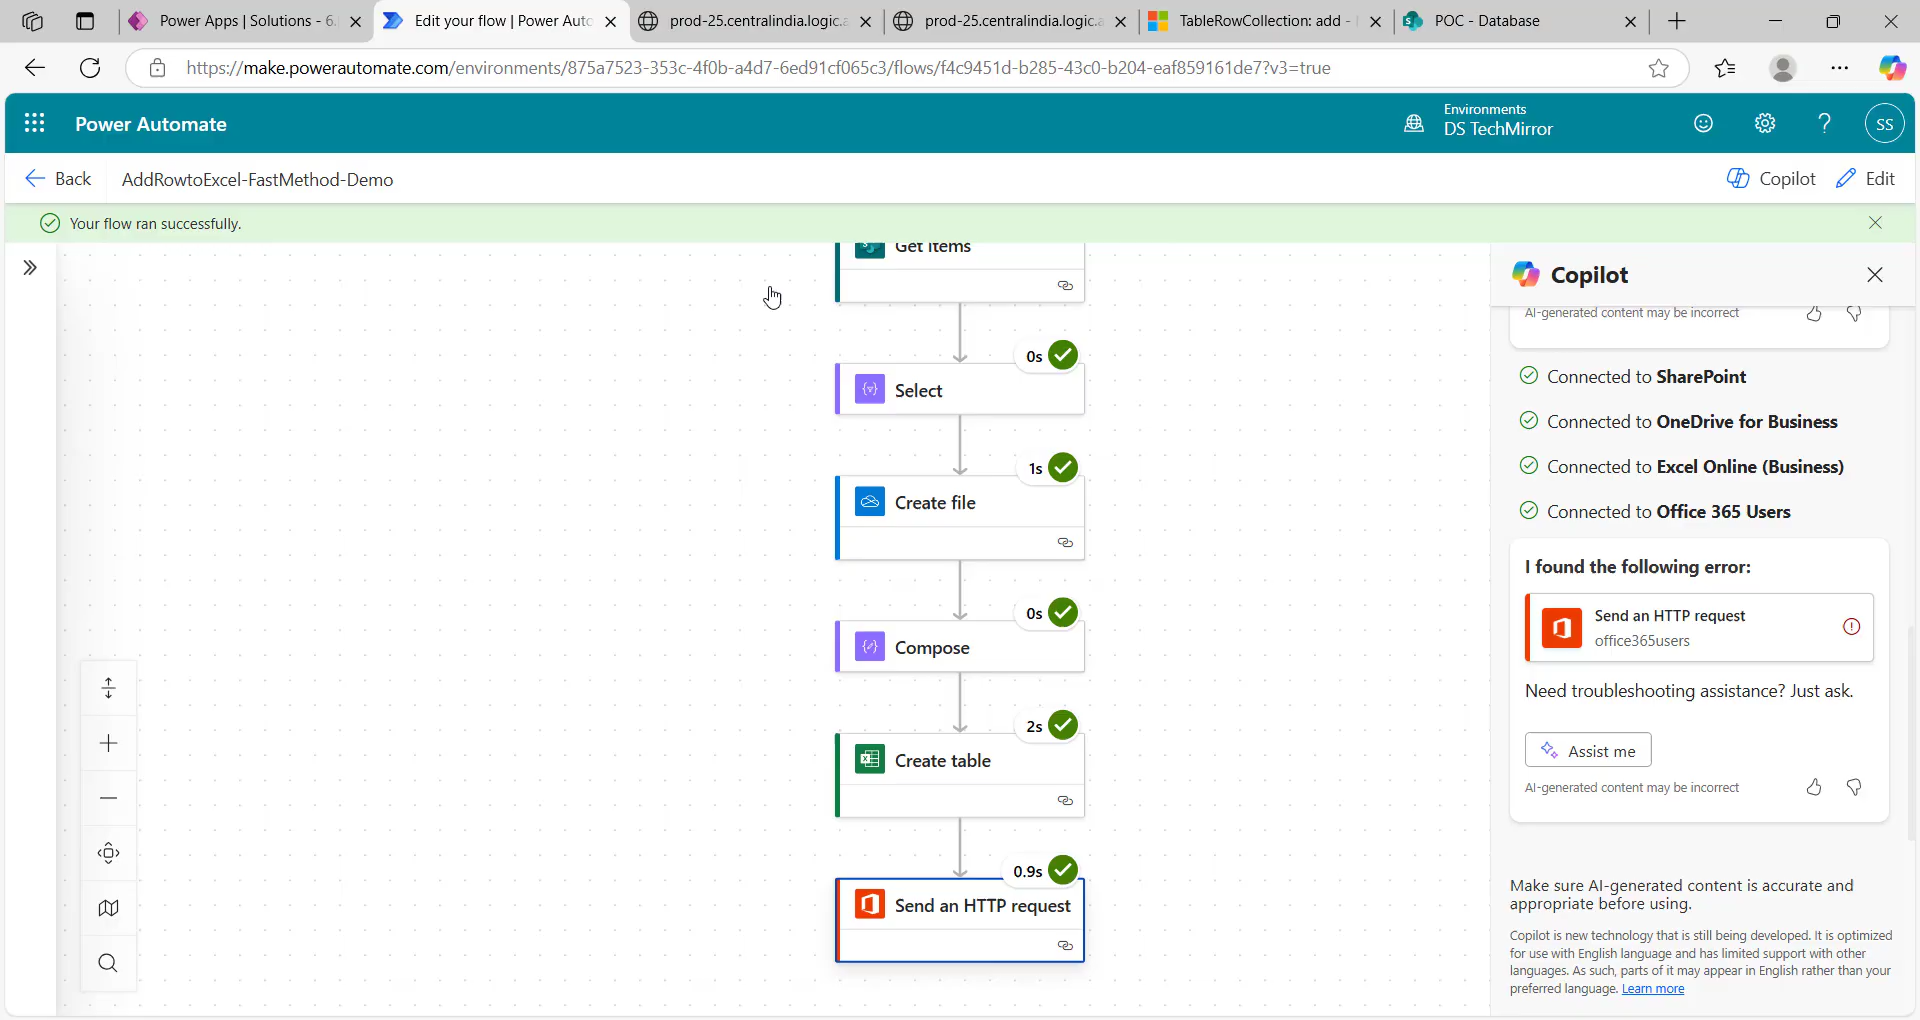 Power Apps | Solutions - 6.
Edit your flow | Power Auto
prod-25.centralindia.logic.a
prod-25.centralindia.logic.a
TableRowCollection: add -
POC - Database
https://make.powerautomate.com/environments/875a7523-353c-4f0b-a4d7-6ed91cf065c3/flows/f4c9451d-b285-43c0-b204-eaf859161de7?v3=true
Power Automate
Environments
DS TechMirror
SS
Back
AddRowtoExcel-FastMethod-Demo
Copilot
Edit
Your flow ran successfully.
Get items
0s
Select
1s
Create file
0s
Compose
2s
Create table
0.9s
Send an HTTP request
Copilot
AI-generated content may be incorrect
Connected to SharePoint
Connected to OneDrive for Business
Connected to Excel Online (Business)
Connected to Office 365 Users
I found the following error:
Send an HTTP request
office365users
Need troubleshooting assistance? Just ask.
Assist me
AI-generated content may be incorrect
Make sure AI-generated content is accurate and
appropriate before using.
Copilot is new technology that is still being developed. It is optimized
for use with English language and has limited support with other
languages. As such, parts of it may appear in English rather than your
preferred language. Learn more